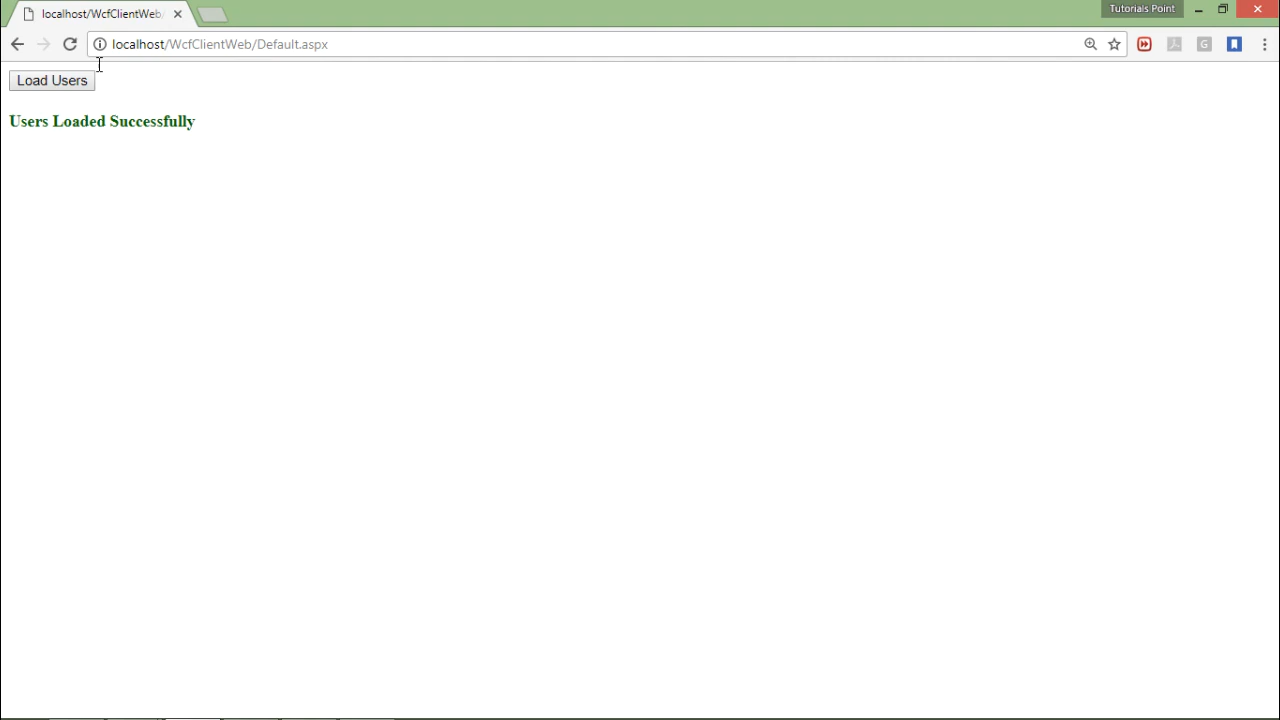 localhost/WcfClientWeb/
Tutorials Point
localhost/WcfClientWeb/Default.aspx
G
Load Users
Users Loaded Successfully